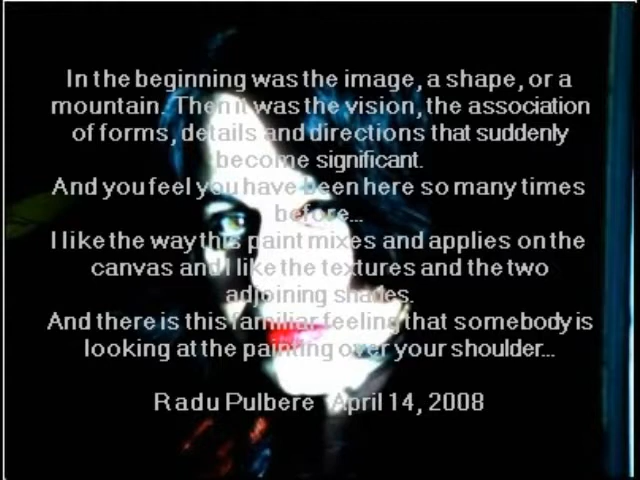 In the beginning was the image, a shape, or a
mountain. Then it was the vision, the association
of forms, details and directions that suddenly
become significant.
And you feel you have been here so many times
before...
I like the way this paint mixes and applies on the
canvas and I like the textures and the two
adjoining shades.
And there is this familiar feeling that somebody is
looking at the painting over your shoulder...
Radu Pulbere April 14, 2008